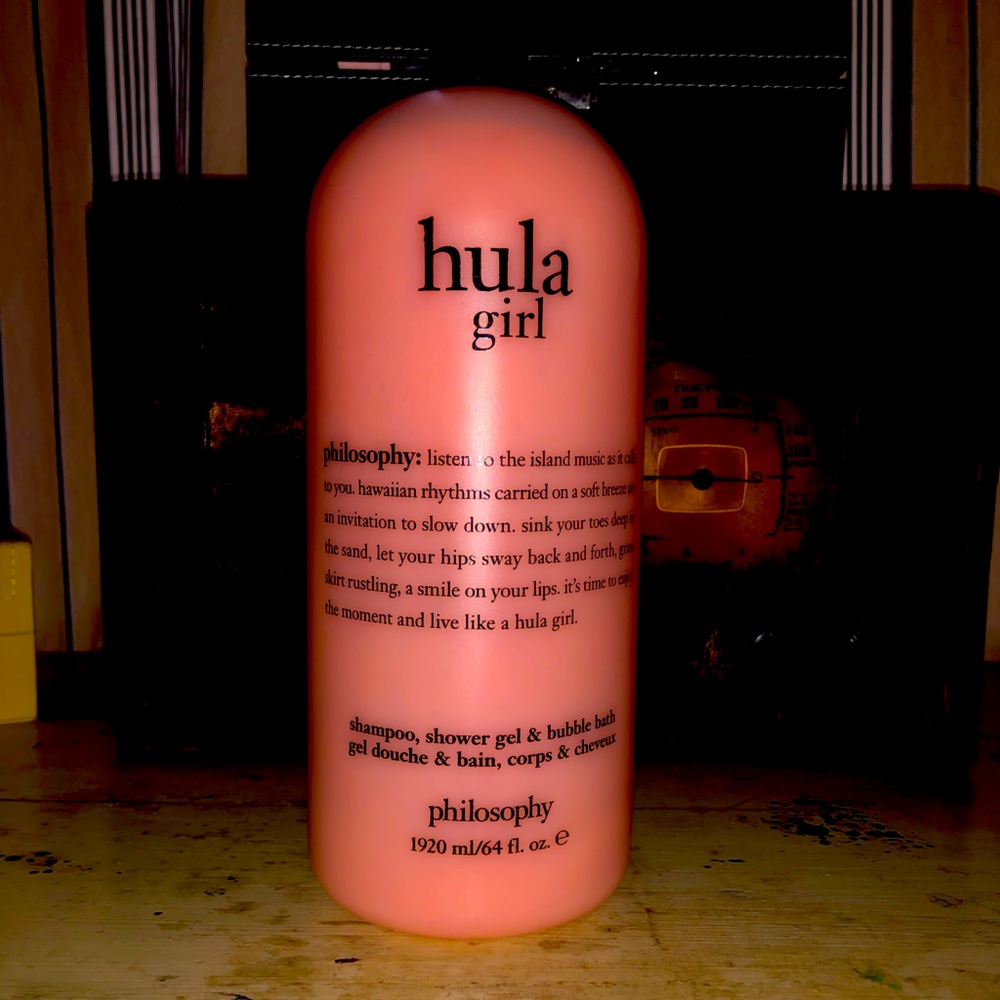 hula
girl
philosophy: listen to the island music as it calls
to you. hawaiian rhythms carried on a soft breeze are
an invitation to slow down. sink your toes deep in
the sand, let your hips sway back and forth, grass
skirt rustling, a smile on your lips. it's time to enjoy
the moment and live like a hula girl.
shampoo, shower gel & bubble bath
gel douche & bain, corps & cheveux
philosophy
1920 ml/64 fl. oz. ℮